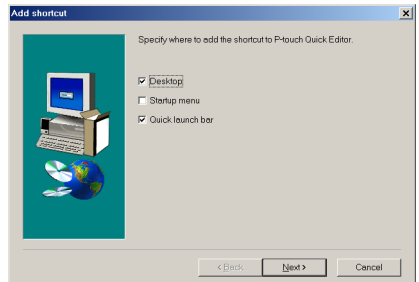 Add shortcut
Specify where to add the shortcut to P-touch Quick Editor.
Desktop
Startup menu
Quick launch bar
< Back
Next >
Cancel